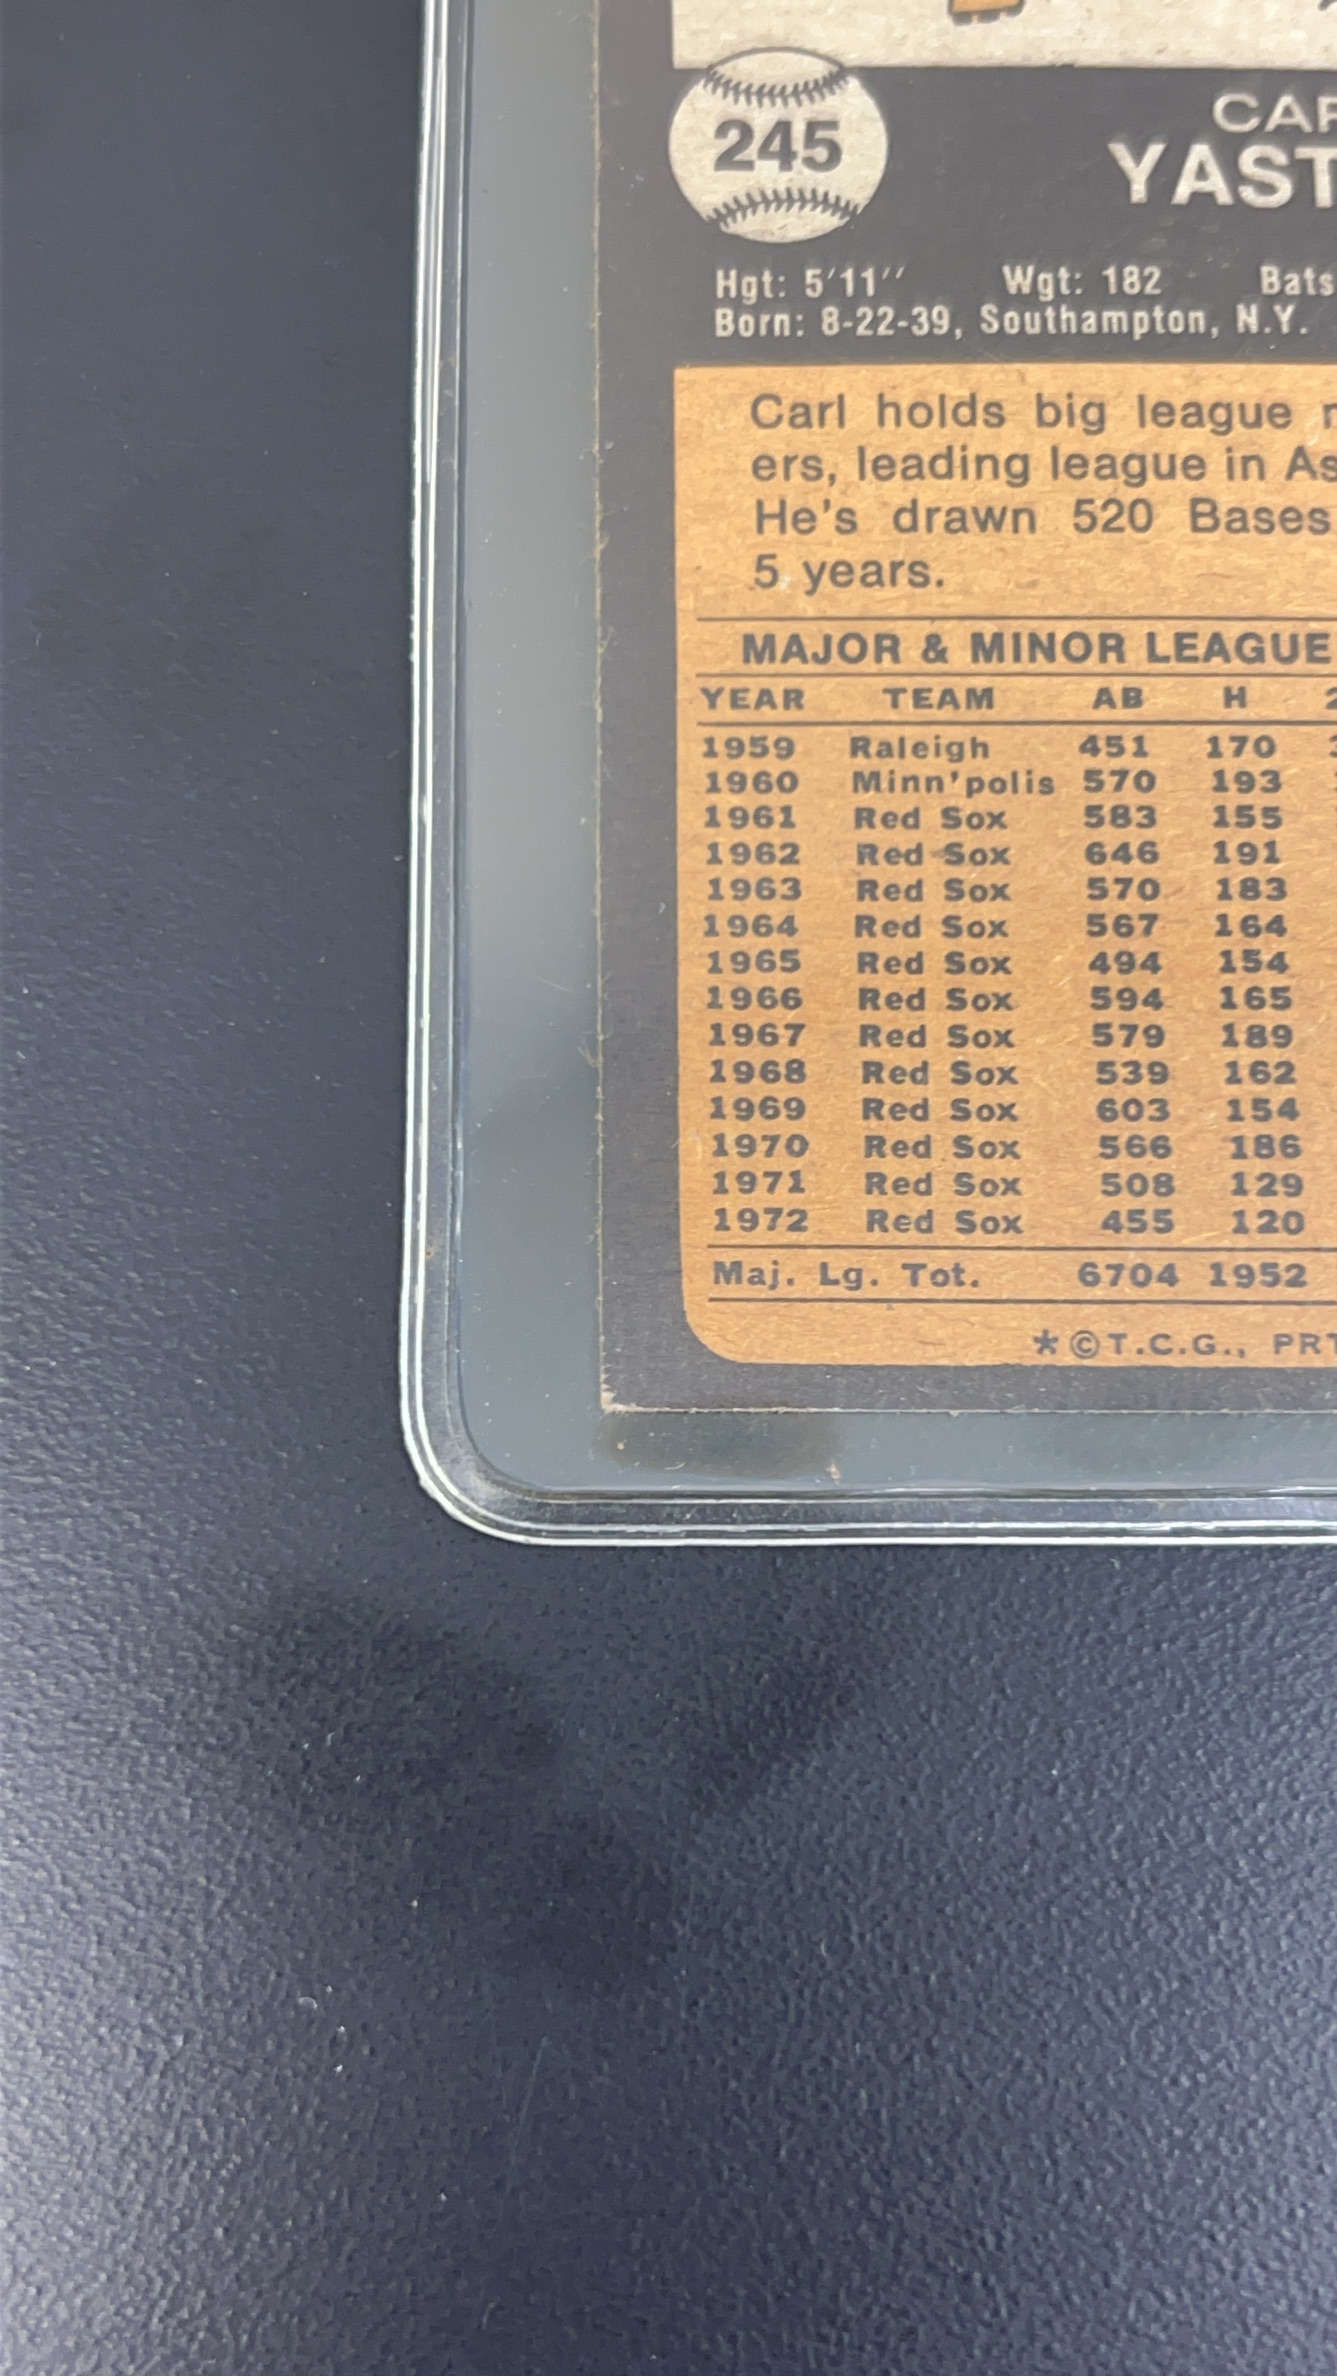 245
CAR
YAST
Hgt: 5'11'' Wgt: 182 Bats
Born: 8-22-39, Southampton, N.Y.
Carl holds big league
ers, leading league in As
He's drawn 520 Bases
5 years.
MAJOR & MINOR LEAGUE
YEAR TEAM AB H 2
1959 Raleigh 451 170
1960 Minn'polis 570 193
1961 Red Sox 583 155
1962 Red Sox 646 191
1963 Red Sox 570 183
1964 Red Sox 567 164
1965 Red Sox 494 154
1966 Red Sox 594 165
1967 Red Sox 579 189
1968 Red Sox 539 162
1969 Red Sox 603 154
1970 Red Sox 566 186
1971 Red Sox 508 129
1972 Red Sox 455 120
Maj. Lg. Tot. 6704 1952
*©T.C.G., PRT